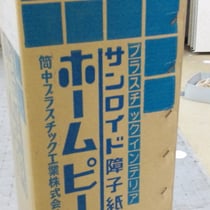 プラスチックインテリア
サンロイド障子紙
ホームピー
筒中プラスチック工業株式会